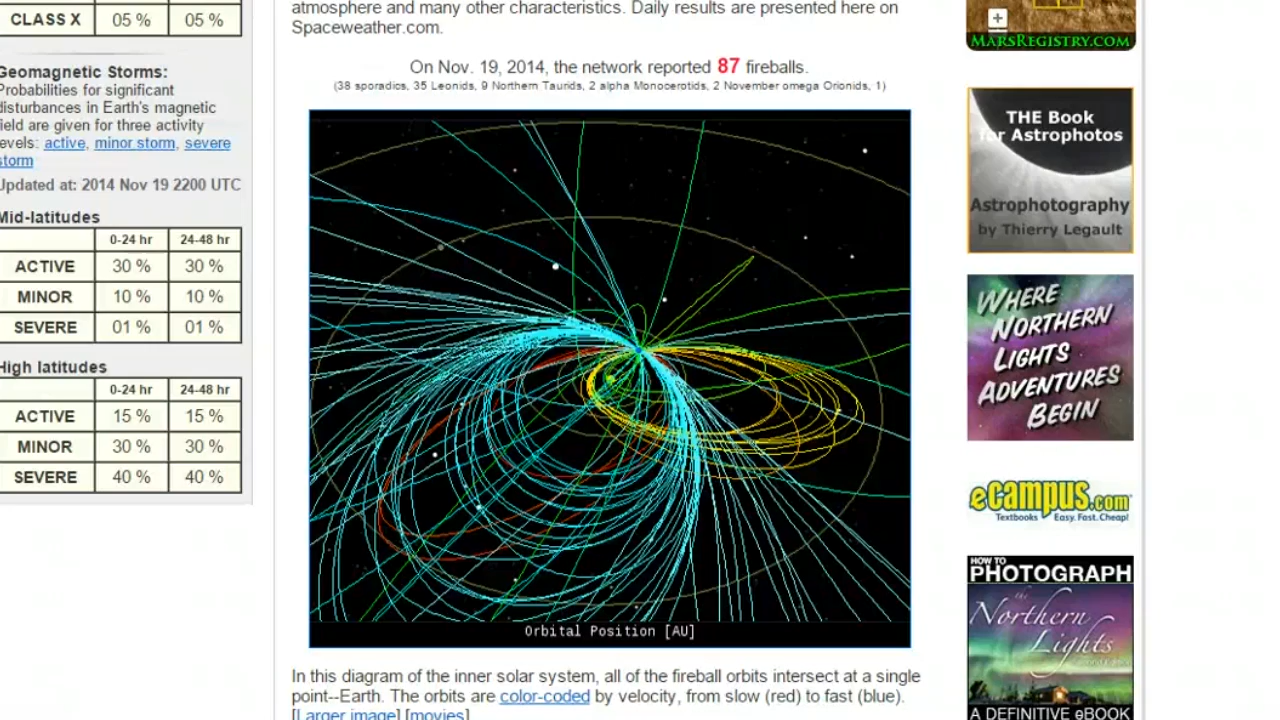 CLASS X 05 % 05 %
Geomagnetic Storms:
Probabilities for significant
disturbances in Earth's magnetic
field are given for three activity
levels: active, minor storm, severe
storm
Updated at: 2014 Nov 19 2200 UTC
Mid-latitudes
0-24 hr 24-48 hr
ACTIVE 30 % 30 %
MINOR 10 % 10 %
SEVERE 01 % 01 %
High latitudes
0-24 hr 24-48 hr
ACTIVE 15 % 15 %
MINOR 30 % 30 %
SEVERE 40 % 40 %
atmosphere and many other characteristics. Daily results are presented here on
Spaceweather.com.
On Nov. 19, 2014, the network reported 87 fireballs.
(38 sporadics, 35 Leonids, 9 Northern Taurids, 2 alpha Monocerotids, 2 November omega Orionids, 1)
Orbital Position [AU]
In this diagram of the inner solar system, all of the fireball orbits intersect at a single
point--Earth. The orbits are color-coded by velocity, from slow (red) to fast (blue).
[Larger image] [movies]
MARSREGISTRY.COM
THE Book
for Astrophotos
Astrophotography
by Thierry Legault
WHERE
NORTHERN
LIGHTS
ADVENTURES
BEGIN
eCAMPUS.com
Textbooks Easy. Fast. Cheap!
HOW TO
PHOTOGRAPH
the
Northern
Lights
A DEFINITIVE eBOOK